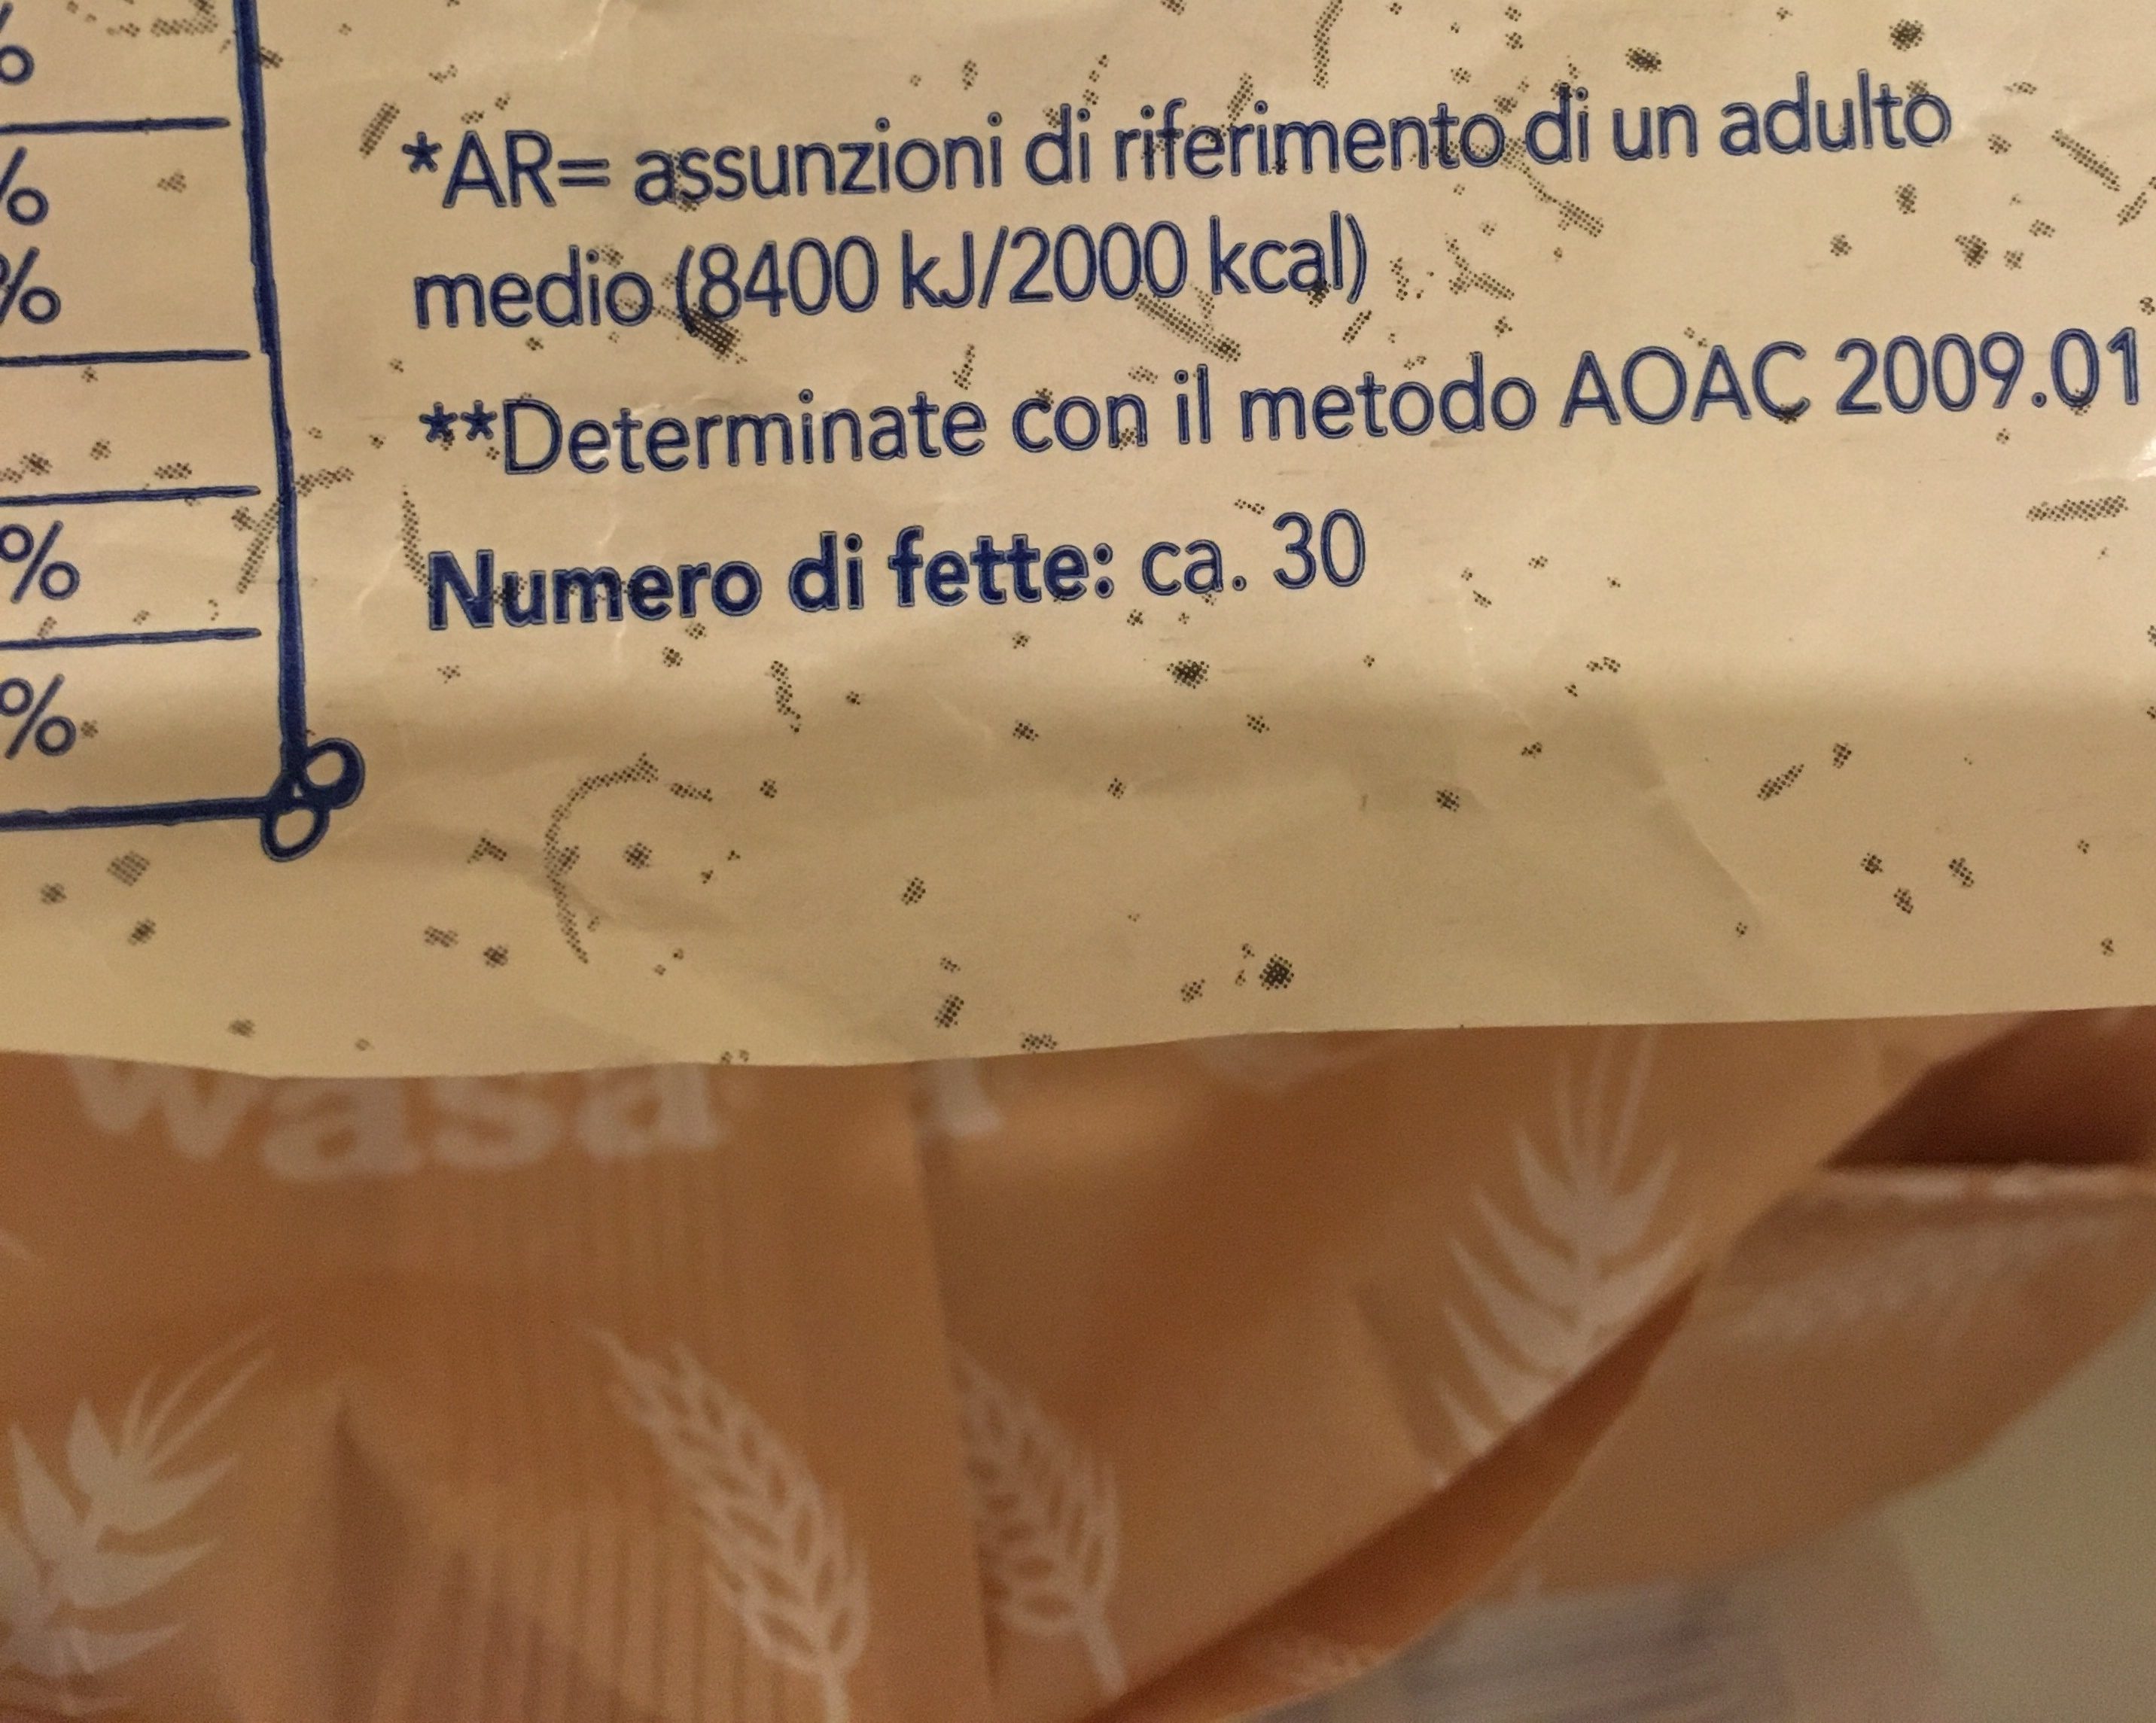 %
%
%
%
%
*AR= assunzioni di riferimento di un adulto
medio (8400 kJ/2000 kcal)
**Determinate con il metodo AOAC 2009.01
Numero di fette: ca. 30
wasa